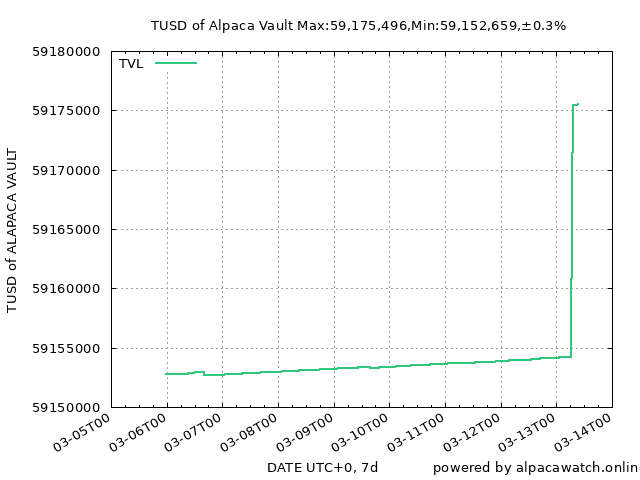 TUSD of Alpaca Vault Max:59,175,496,Min:59,152,659,±0.3%
TVL
59180000
59175000
59170000
59165000
59160000
59155000
59150000
TUSD of ALAPACA VAULT
03-05T00
03-06T00
03-07T00
03-08T00
03-09T00
03-10T00
03-11T00
03-12T00
03-13T00
03-14T00
DATE UTC+0, 7d
powered by alpacawatch.onlin